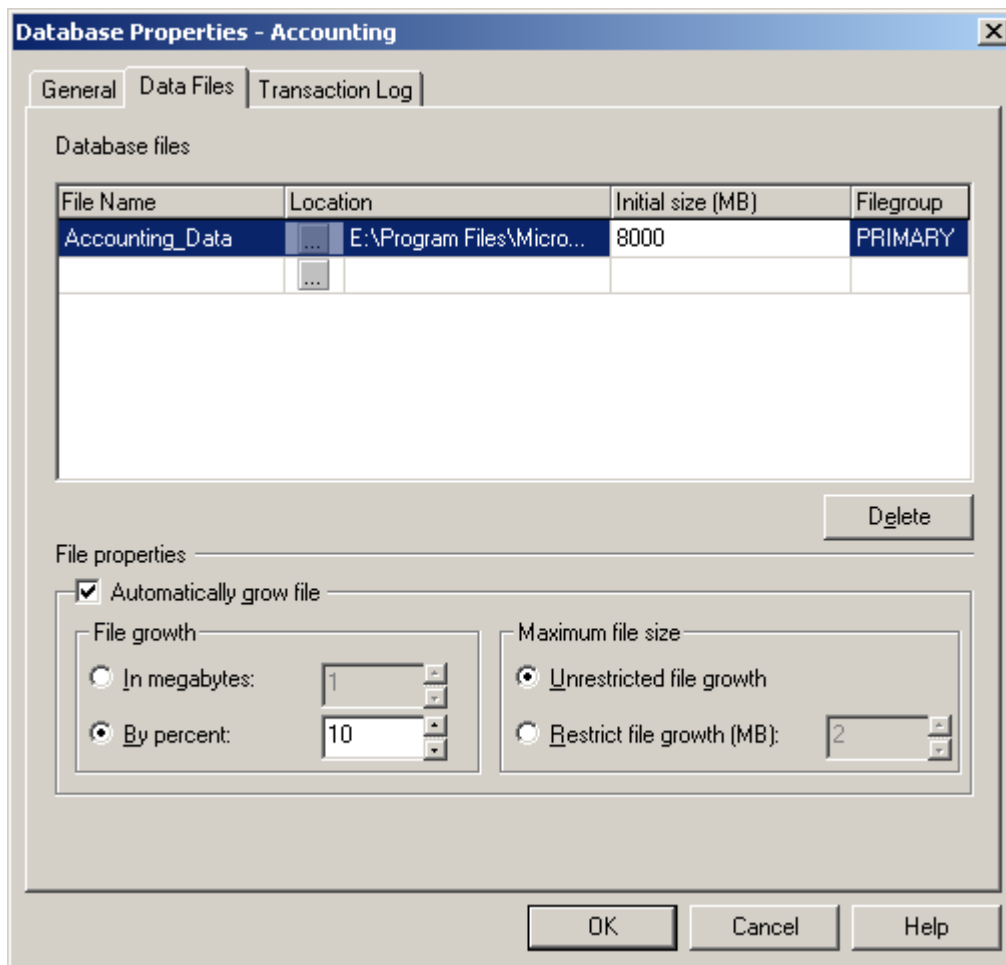 Database Properties - Accounting
General Data Files Transaction Log
Database files
File Name Location Initial size (MB) Filegroup
Accounting_Data ... E:\Program Files\Micro... 8000 PRIMARY
...
Delete
File properties
Automatically grow file
File growth Maximum file size
In megabytes: 1 Unrestricted file growth
By percent: 10 Restrict file growth (MB): 2
OK Cancel Help